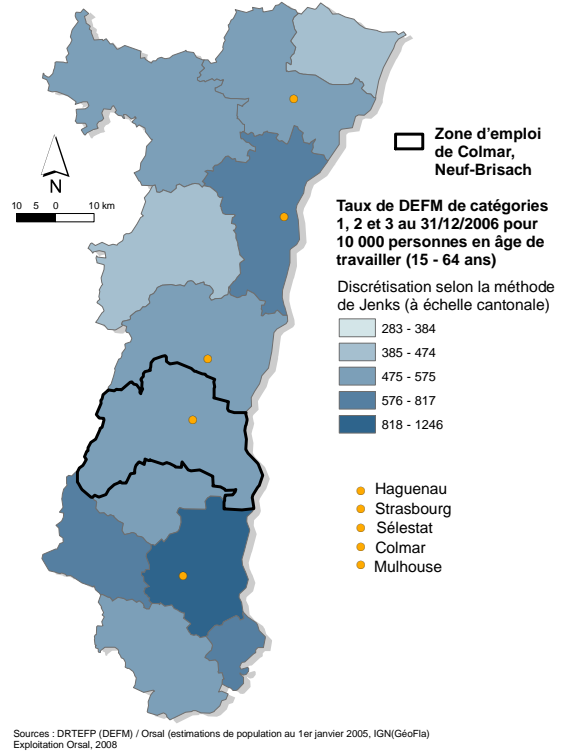 N
10 5 0 10 km
Zone d'emploi
de Colmar,
Neuf-Brisach
Taux de DEFM de catégories
1, 2 et 3 au 31/12/2006 pour
10 000 personnes en âge de
travailler (15 - 64 ans)
Discrétisation selon la méthode
de Jenks (à échelle cantonale)
283 - 384
385 - 474
475 - 575
576 - 817
818 - 1246
Haguenau
Strasbourg
Sélestat
Colmar
Mulhouse
Sources : DRTEFP (DEFM) / Orsal (estimations de population au 1er janvier 2005, IGN(GéoFla)
Exploitation Orsal, 2008